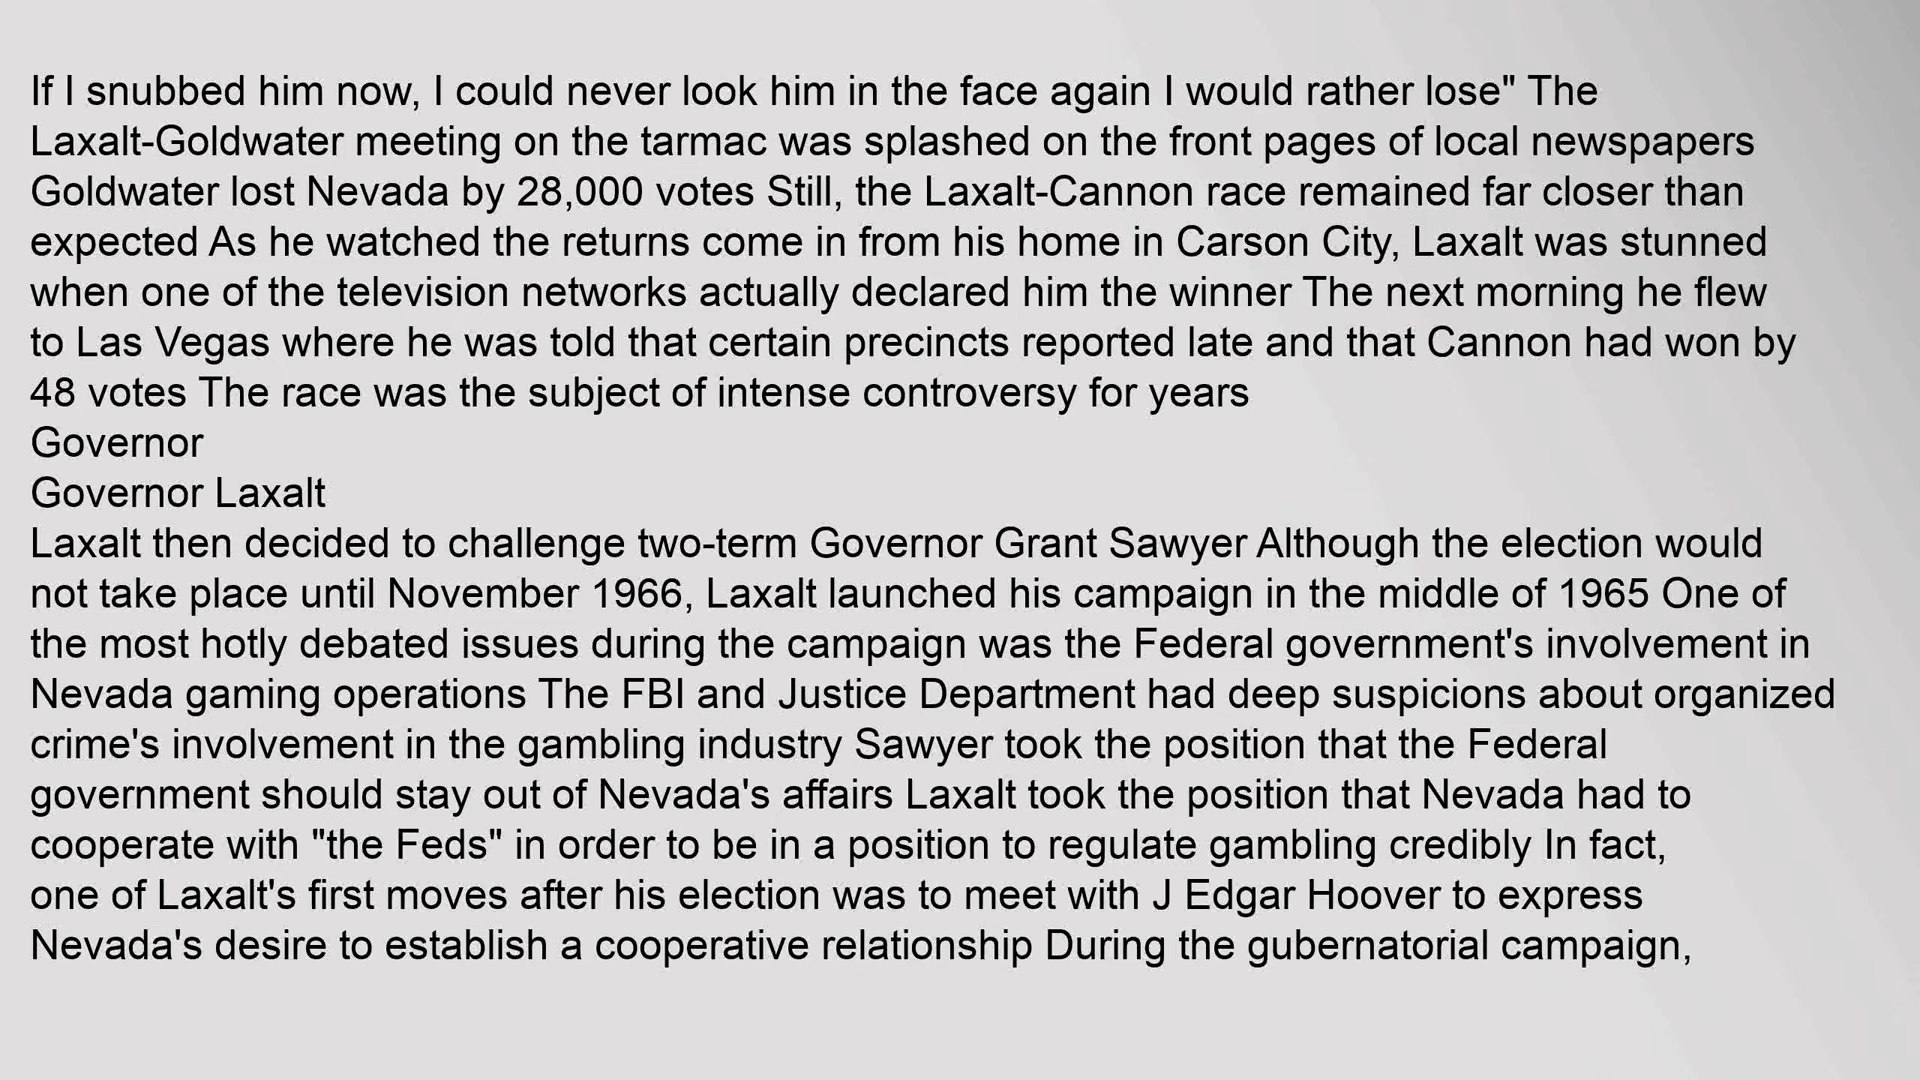 If I snubbed him now, I could never look him in the face again I would rather lose" The
Laxalt-Goldwater meeting on the tarmac was splashed on the front pages of local newspapers
Goldwater lost Nevada by 28,000 votes Still, the Laxalt-Cannon race remained far closer than
expected As he watched the returns come in from his home in Carson City, Laxalt was stunned
when one of the television networks actually declared him the winner The next morning he flew
to Las Vegas where he was told that certain precincts reported late and that Cannon had won by
48 votes The race was the subject of intense controversy for years
Governor
Governor Laxalt
Laxalt then decided to challenge two-term Governor Grant Sawyer Although the election would
not take place until November 1966, Laxalt launched his campaign in the middle of 1965 One of
the most hotly debated issues during the campaign was the Federal government's involvement in
Nevada gaming operations The FBI and Justice Department had deep suspicions about organized
crime's involvement in the gambling industry Sawyer took the position that the Federal
government should stay out of Nevada's affairs Laxalt took the position that Nevada had to
cooperate with "the Feds" in order to be in a position to regulate gambling credibly In fact,
one of Laxalt's first moves after his election was to meet with J Edgar Hoover to express
Nevada's desire to establish a cooperative relationship During the gubernatorial campaign,